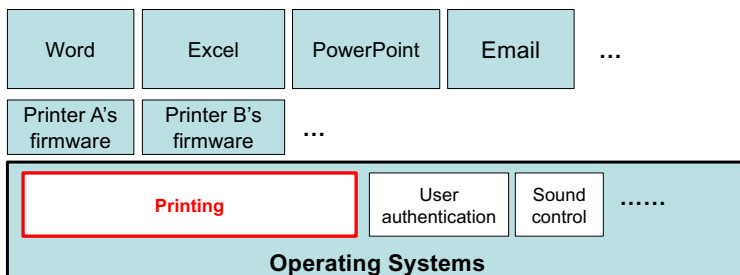 Word Excel PowerPoint Email ...
Printer A's Printer B's
firmware firmware ...
Printing
User
authentication
Sound
control
......
Operating Systems